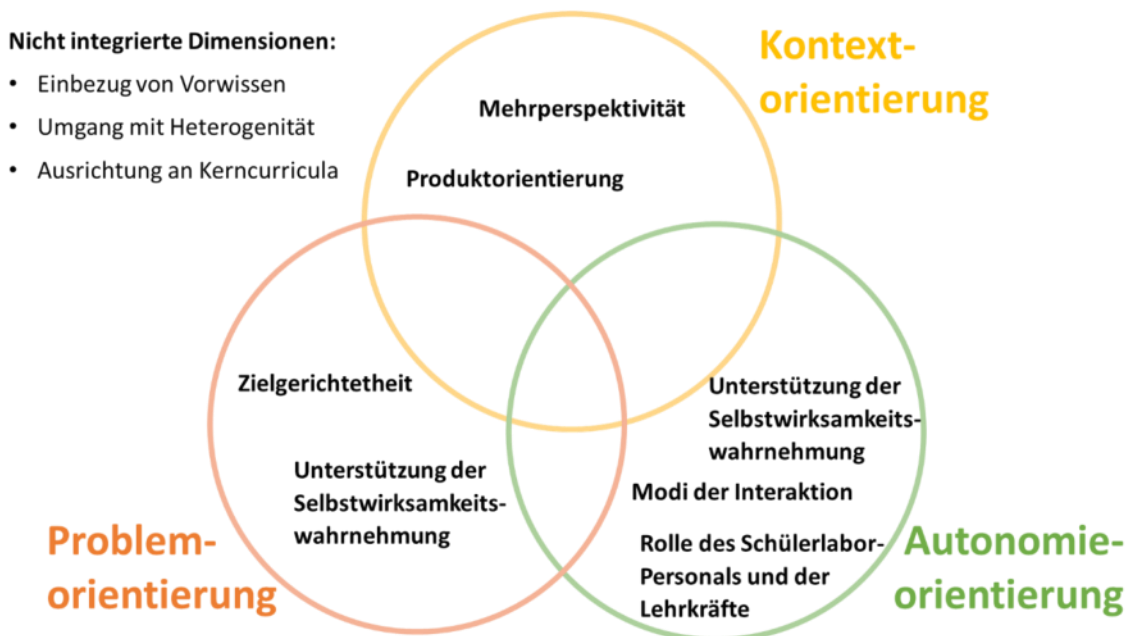 Nicht integrierte Dimensionen:
• Einbezug von Vorwissen
• Umgang mit Heterogenität
• Ausrichtung an Kerncurricula
Kontext-
orientierung
Mehrperspektivität
Produktorientierung
Zielgerichtetheit
Unterstützung der
Selbstwirksamkeits-
wahrnehmung
Problem-
orientierung
Unterstützung der
Selbstwirksamkeits-
wahrnehmung
Modi der Interaktion
Rolle des Schülerlabor-
Personals und der
Lehrkräfte
Autonomie-
orientierung